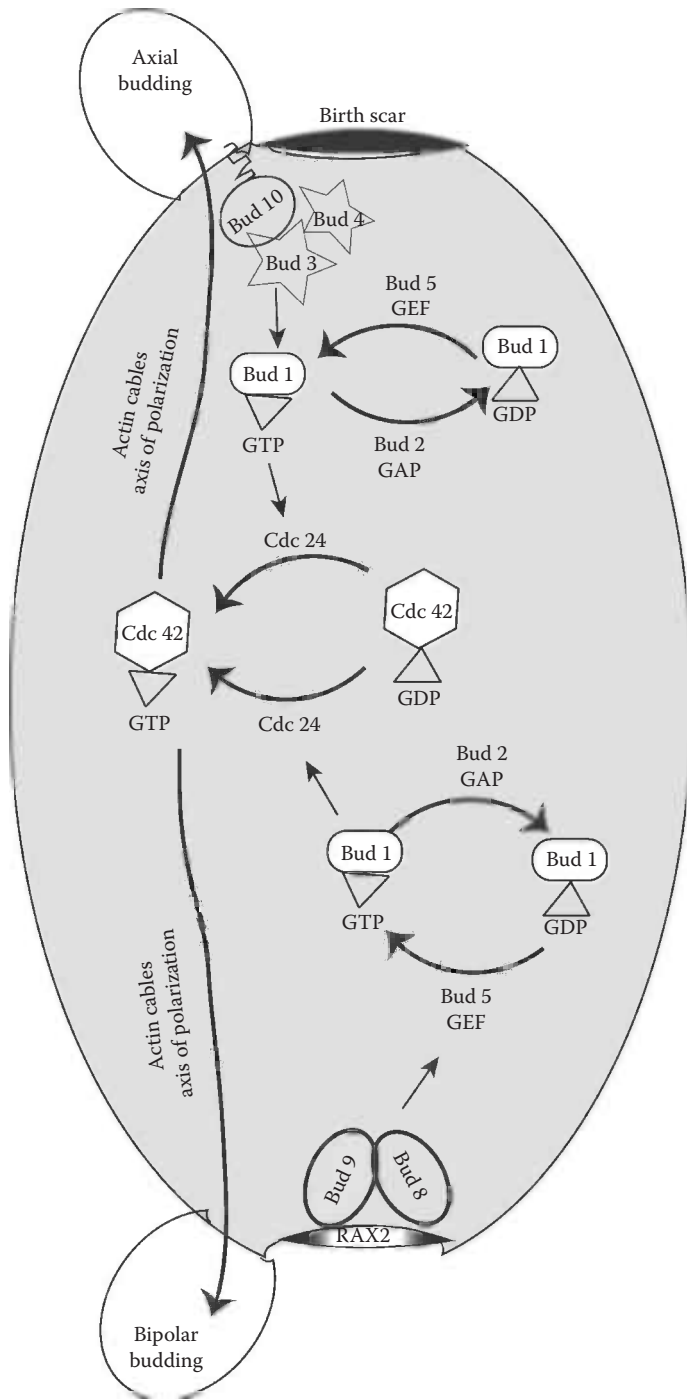 Axial
budding
Birth scar
Bud 10
Bud 4
Bud 3
Bud 5
GEF
Bud 1
Bud 1
GTP
GDP
Bud 2
GAP
Actin cables
axis of polarization
Cdc 24
Cdc 42
Cdc 42
GTP
GDP
Cdc 24
Bud 2
GAP
Bud 1
Bud 1
GTP
GDP
Bud 5
GEF
Actin cables
axis of polarization
Bud 9
Bud 8
RAX2
Bipolar
budding